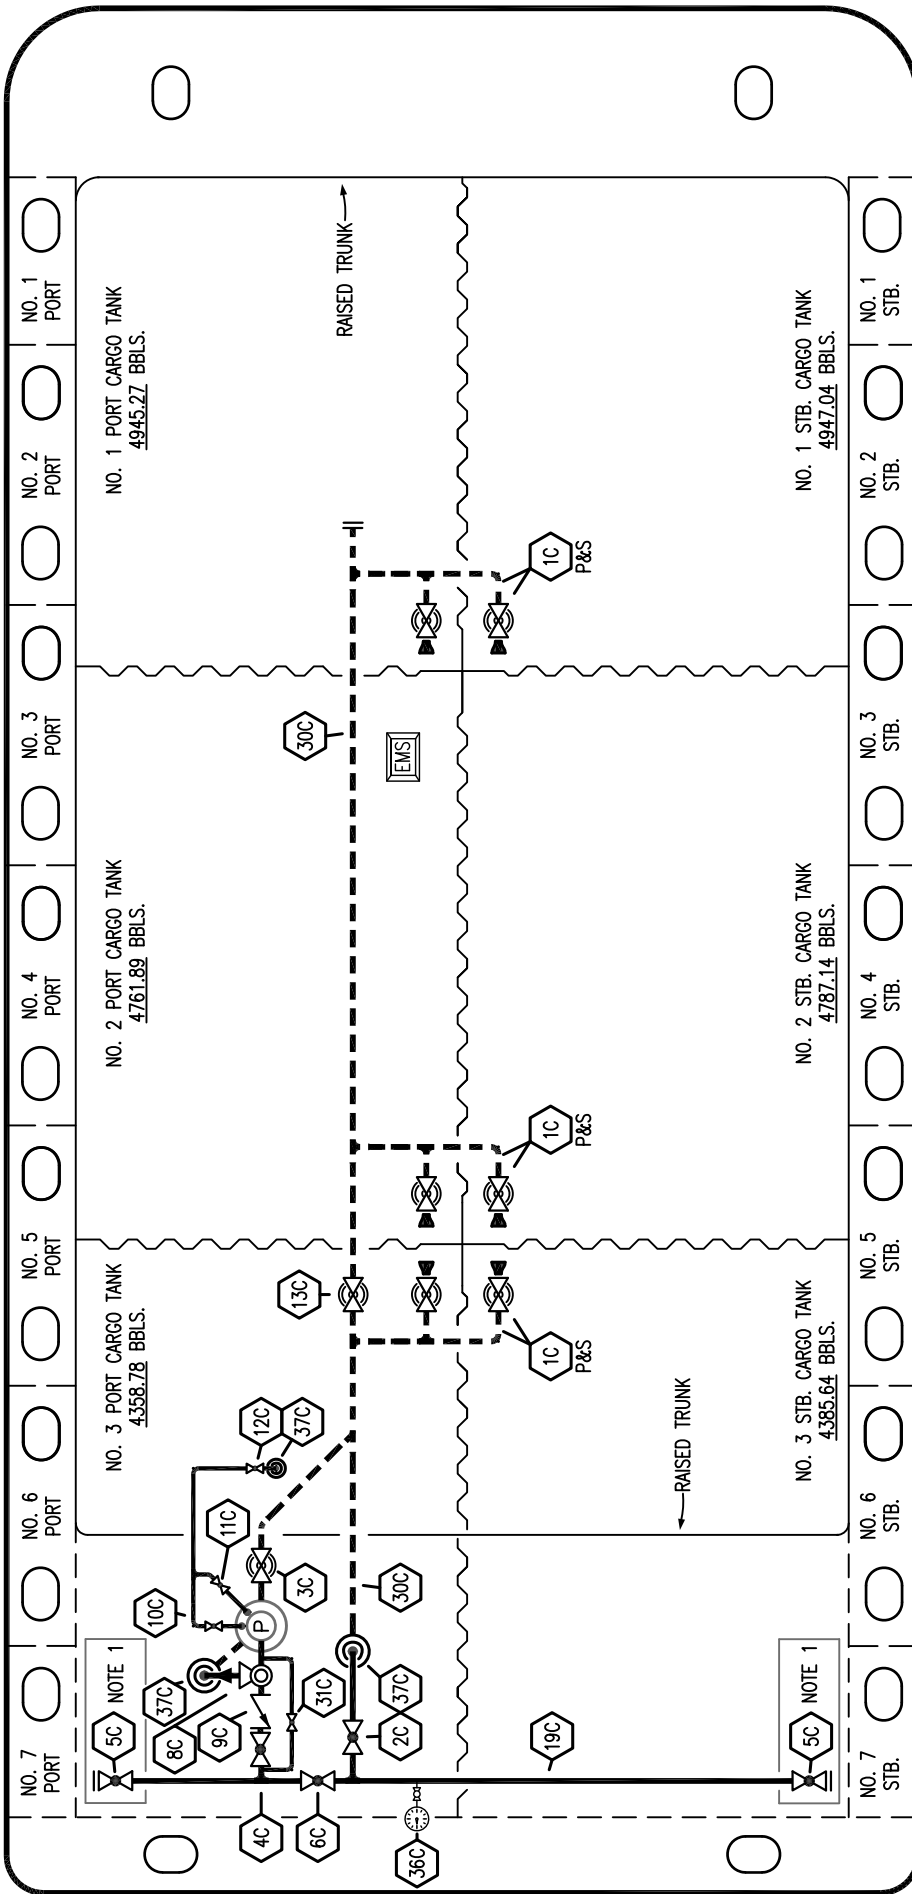 NO. 1
PORT
NO. 2
PORT
NO. 3
PORT
NO. 4
PORT
NO. 5
PORT
NO. 6
PORT
NO. 7
PORT
NO. 1 PORT CARGO TANK
4945.27 BBLS.
RAISED TRUNK
NO. 1 STB. CARGO TANK
4947.04 BBLS.
1C
P&S
30C
EMS
NO. 2 PORT CARGO TANK
4761.89 BBLS.
NO. 2 STB. CARGO TANK
4787.14 BBLS.
1C
P&S
13C
NO. 3 PORT CARGO TANK
4358.78 BBLS.
1C
P&S
NO. 3 STB. CARGO TANK
4385.64 BBLS.
RAISED TRUNK
12C
37C
11C
10C
3C
P
30C
NOTE 1
5C
37C
8C
9C
31C
37C
2C
19C
NOTE 1
5C
4C
6C
36C
NO. 1
STB.
NO. 2
STB.
NO. 3
STB.
NO. 4
STB.
NO. 5
STB.
NO. 6
STB.
NO. 7
STB.